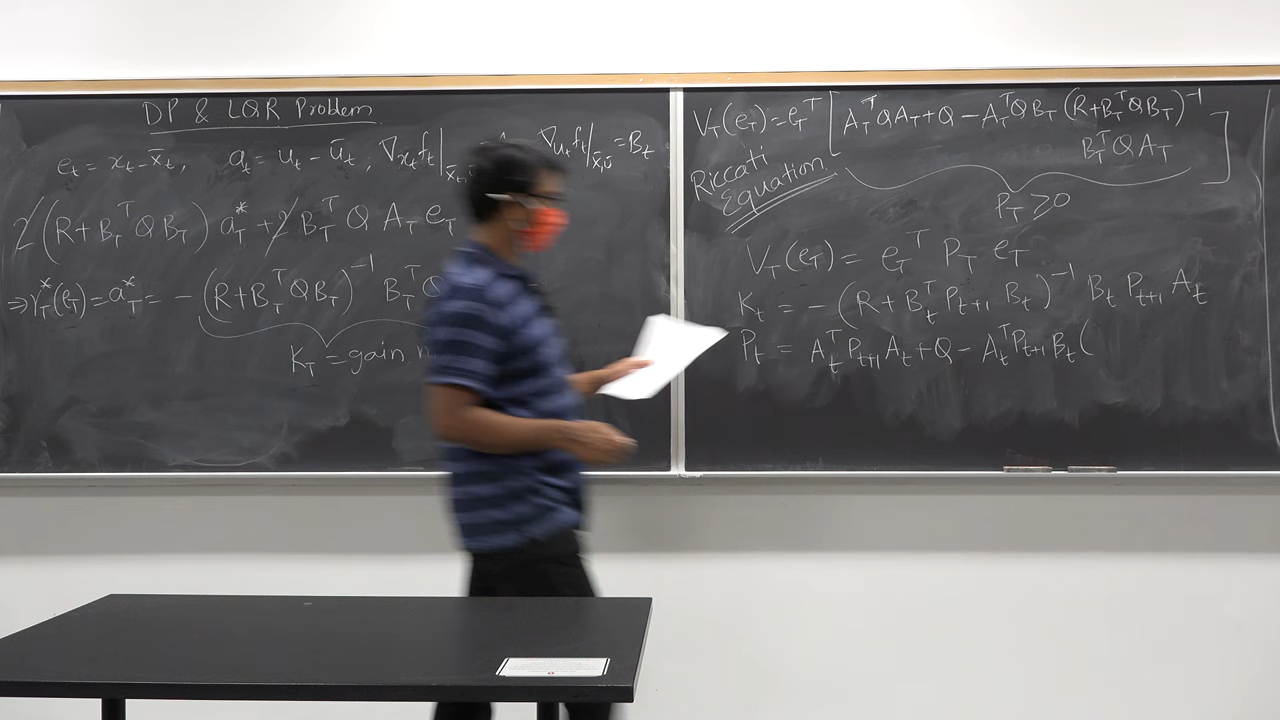 DP & LQR Problem
e_t = x_t - x̄_t, a_t = u_t - ū_t, ∇_{x_t} f_t |_{x̄_t, ∇_{u_t} f_t |_{x̄,ū} = B_t
2(R + B_T^T Q B_T) a_T^* + 2 B_T^T Q A_T e_T
⇒ γ_T^*(e_T) = a_T^* = - (R + B_T^T Q B_T)^{-1} B_T^T Q
K_T = gain
V_T(e_T) = e_T^T [ A_T^T Q A_T + Q - A_T^T Q B_T (R + B_T^T Q B_T)^{-1}
B_T^T Q A_T ]
Riccati
Equation.
P_T ≥ 0
V_T(e_T) = e_T^T P_T e_T
K_t = - (R + B_t^T P_{t+1} B_t)^{-1} B_t P_{t+1} A_t
P_t = A_t^T P_{t+1} A_t + Q - A_t^T P_{t+1} B_t (